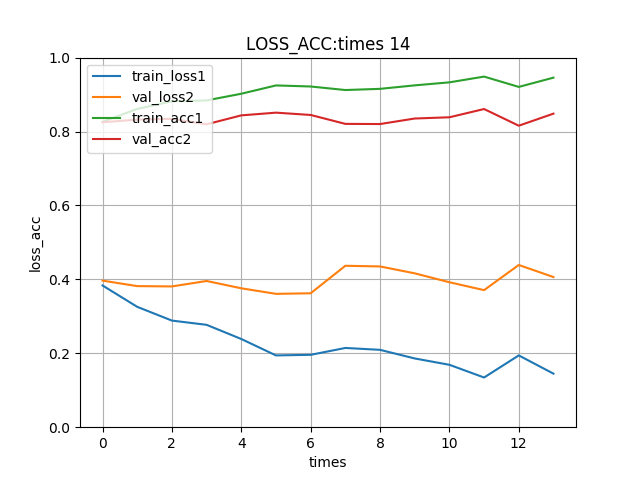 LOSS_ACC:times 14
1.0
0.8
0.6
0.4
0.2
0.0
loss_acc
train_loss1
val_loss2
train_acc1
val_acc2
0 2 4 6 8 10 12
times